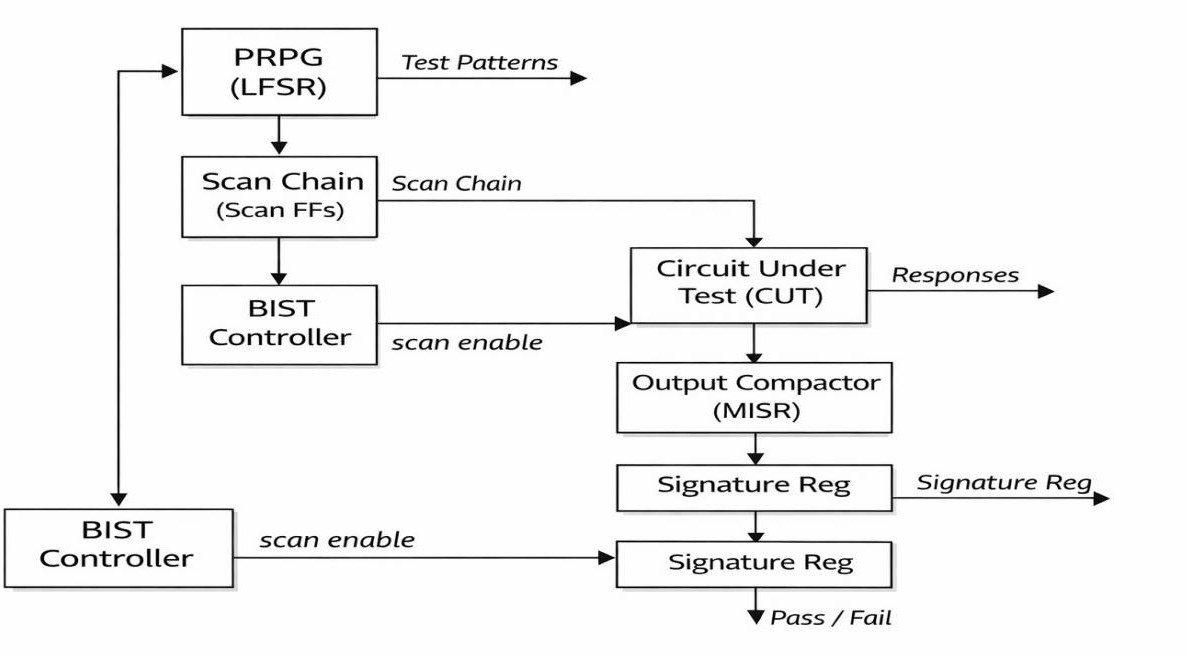 PRPG
(LFSR)
Test Patterns
Scan Chain
(Scan FFs)
Scan Chain
BIST
Controller
scan enable
Circuit Under
Test (CUT)
Responses
Output Compactor
(MISR)
Signature Reg
Signature Reg
BIST
Controller
scan enable
Signature Reg
Pass / Fail